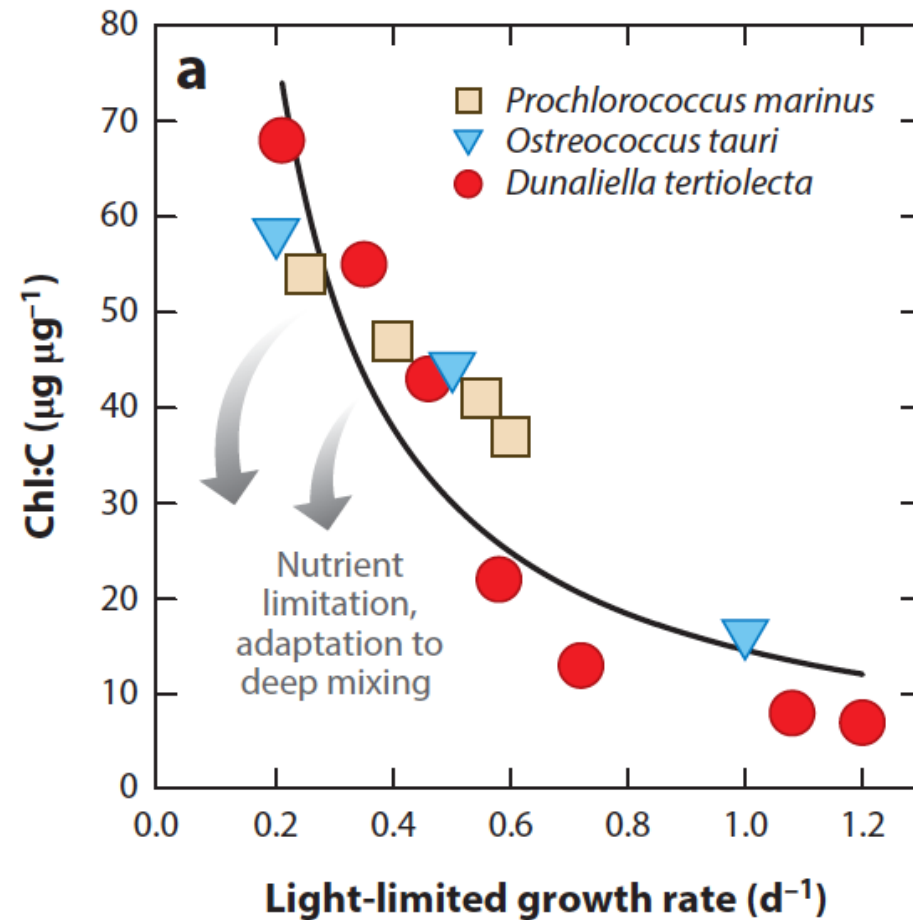 a
Prochlorococcus marinus
Ostreococcus tauri
Dunaliella tertiolecta
80
70
60
50
40
30
20
10
0
Chl:C (µg µg⁻¹)
Nutrient
limitation,
adaptation to
deep mixing
0.0 0.2 0.4 0.6 0.8 1.0 1.2
Light-limited growth rate (d⁻¹)